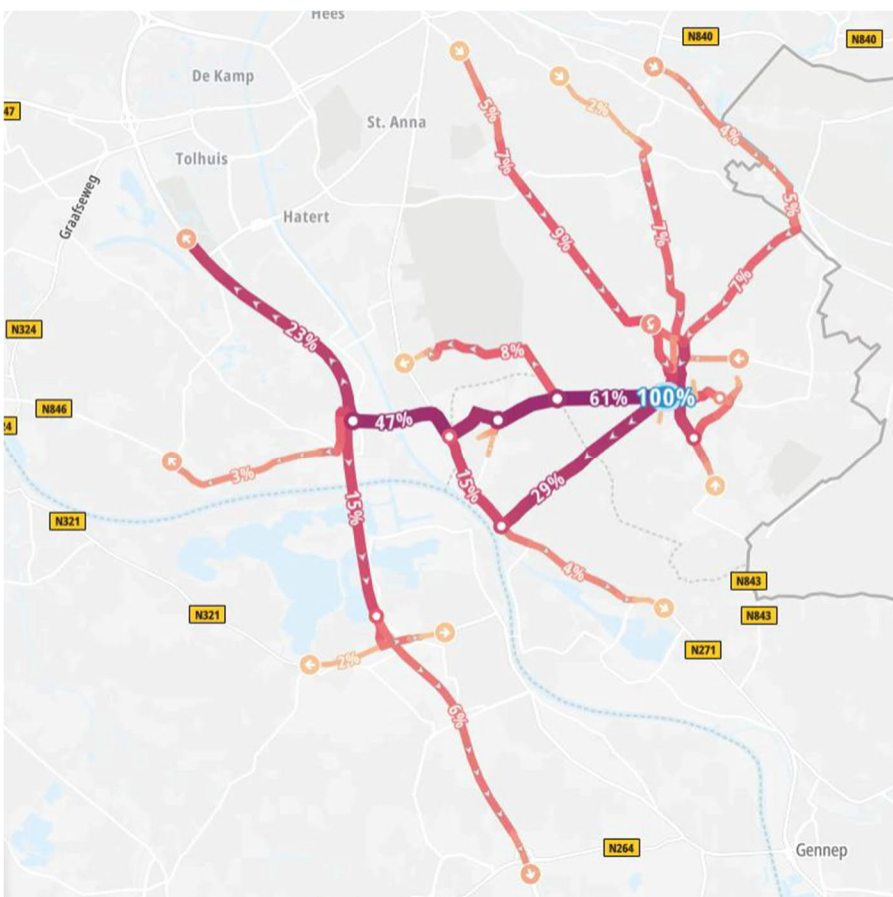 Hees
N840
N840
De Kamp
47
5%
2%
St. Anna
4%
Tolhuis
7%
Graafseweg
5%
Hatert
9%
7%
7%
N324
23%
8%
N846
61%
100%
24
47%
3%
15%
29%
15%
N321
4%
N843
N321
N843
N271
2%
6%
N264
Gennep